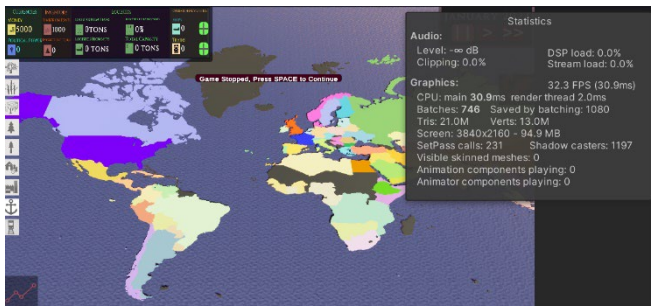 MONEY
5000
1000
0 TONS
0%
0
0
0 TONS
0 TONS
0
Game Stopped, Press SPACE to Continue
Statistics
Audio:
Level: -∞ dB
DSP load: 0.0%
Clipping: 0.0%
Stream load: 0.0%
Graphics:
32.3 FPS (30.9ms)
CPU: main 30.9ms render thread 2.0ms
Batches: 746 Saved by batching: 1080
Tris: 21.0M Verts: 13.0M
Screen: 3840x2160 - 94.9 MB
SetPass calls: 231 Shadow casters: 1197
Visible skinned meshes: 0
Animation components playing: 0
Animator components playing: 0